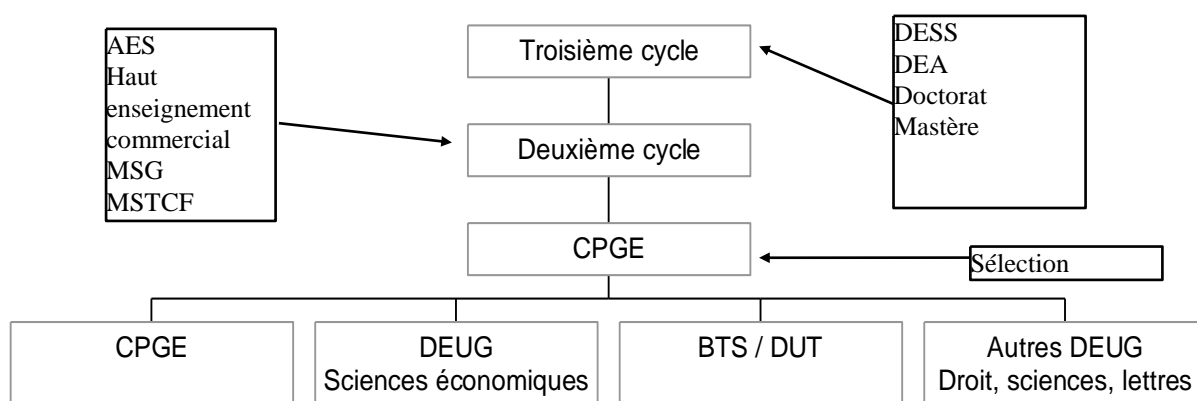 AES
Haut
enseignement
commercial
MSG
MSTCF
Troisième cycle
DESS
DEA
Doctorat
Mastère
Deuxième cycle
CPGE
Sélection
CPGE
DEUG
Sciences économiques
BTS / DUT
Autres DEUG
Droit, sciences, lettres